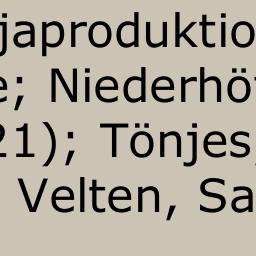 japroduktio
e; Niederhö
21); Tönjes,
Velten, Sa